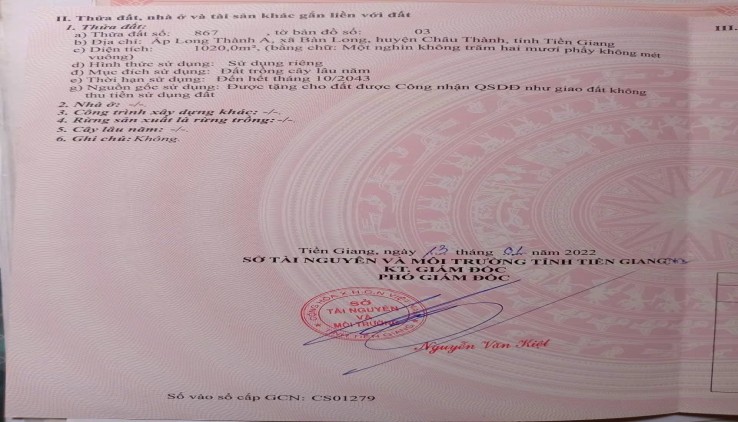 II. Thửa đất, nhà ở và tài sản khác gắn liền với đất
III.
1. Thửa đất:
a) Thửa đất số: 867 , tờ bản đồ số: 03
b) Địa chỉ: Ấp Long Thành A, xã Bàn Long, huyện Châu Thành, tỉnh Tiền Giang
c) Diện tích: 1020,0m², (bằng chữ: Một nghìn không trăm hai mươi phẩy không mét
vuông)
d) Hình thức sử dụng: Sử dụng riêng
đ) Mục đích sử dụng: Đất trồng cây lâu năm
e) Thời hạn sử dụng: Đến hết tháng 10/2043
g) Nguồn gốc sử dụng: Được tặng cho đất được Công nhận QSDĐ như giao đất không
thu tiền sử dụng đất
2. Nhà ở: -/-.
3. Công trình xây dựng khác: -/-.
4. Rừng sản xuất là rừng trồng: -/-.
5. Cây lâu năm: -/-.
6. Ghi chú: Không.
Tiền Giang, ngày 13 tháng năm 2022
SỞ TÀI NGUYÊN VÀ MÔI TRƯỜNG TỈNH TIỀN GIANG
KT. GIÁM ĐỐC
PHÓ GIÁM ĐỐC
SỞ
TÀI NGUYÊN
VÀ
MÔI TRƯỜNG
Nguyễn Văn Kiệt
Số vào sổ cấp GCN: CS01279